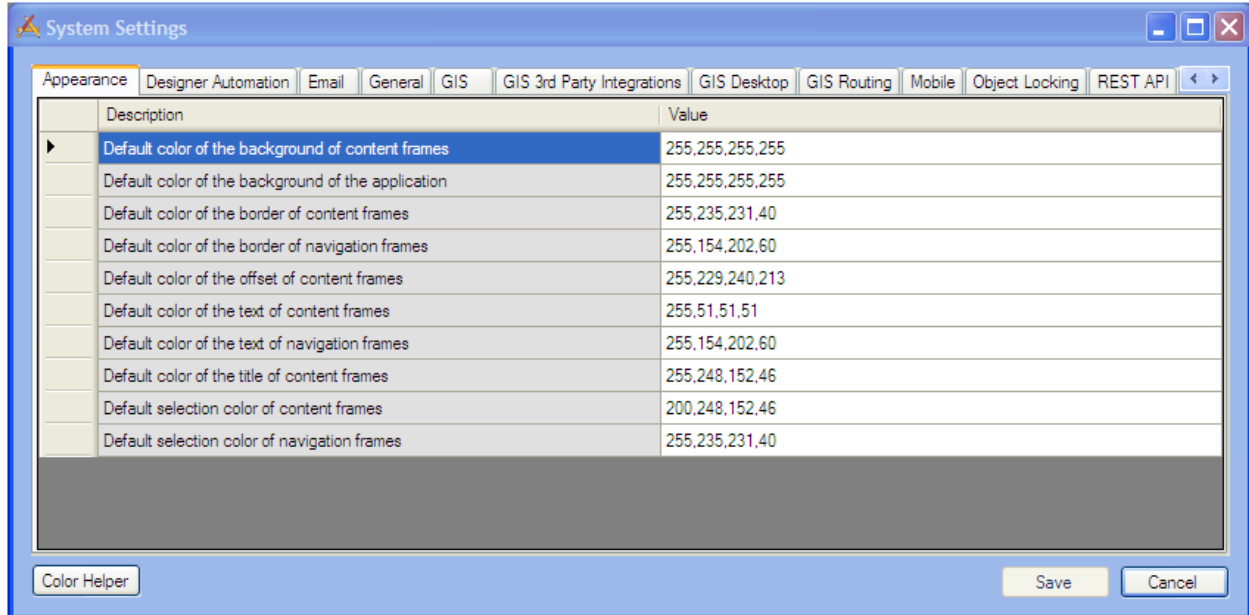 System Settings
Appearance Designer Automation Email General GIS GIS 3rd Party Integrations GIS Desktop GIS Routing Mobile Object Locking REST API
Description Value
Default color of the background of content frames 255,255,255,255
Default color of the background of the application 255,255,255,255
Default color of the border of content frames 255,235,231,40
Default color of the border of navigation frames 255,154,202,60
Default color of the offset of content frames 255,229,240,213
Default color of the text of content frames 255,51,51,51
Default color of the text of navigation frames 255,154,202,60
Default color of the title of content frames 255,248,152,46
Default selection color of content frames 200,248,152,46
Default selection color of navigation frames 255,235,231,40
Color Helper Save Cancel